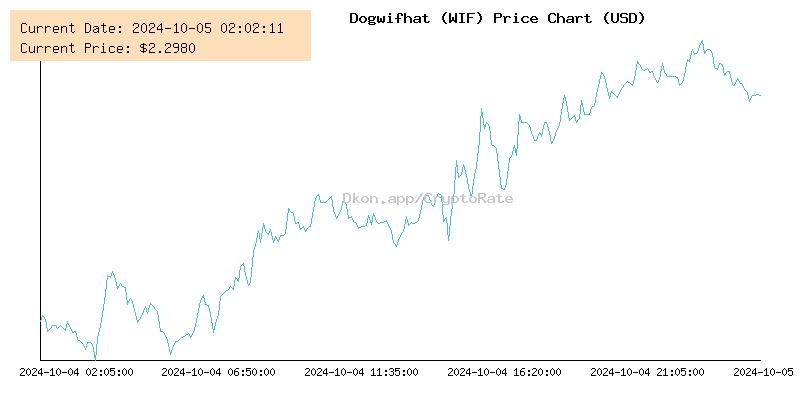 Dogwifhat (WIF) Price Chart (USD)
Current Date: 2024-10-05 02:02:11
Current Price: $2.2980
Dkon.app/CryptoRate
2024-10-04 02:05:00 2024-10-04 06:50:00 2024-10-04 11:35:00 2024-10-04 16:20:00 2024-10-04 21:05:00 2024-10-05